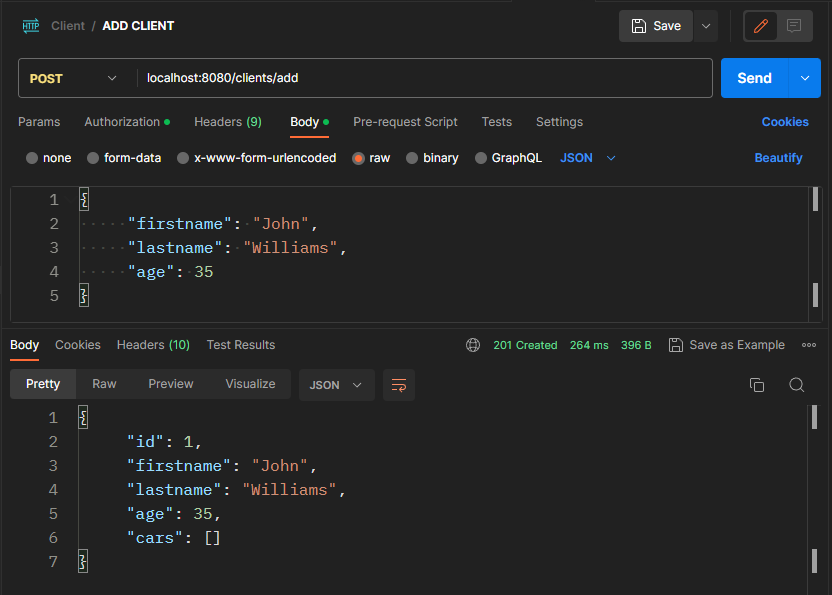 HTTP Client / ADD CLIENT Save
POST localhost:8080/clients/add Send
Params Authorization Headers (9) Body Pre-request Script Tests Settings Cookies
none form-data x-www-form-urlencoded raw binary GraphQL JSON Beautify
1 {
2 "firstname": "John",
3 "lastname": "Williams",
4 "age": 35
5 }
Body Cookies Headers (10) Test Results 201 Created 264 ms 396 B Save as Example
Pretty Raw Preview Visualize JSON
1 {
2 "id": 1,
3 "firstname": "John",
4 "lastname": "Williams",
5 "age": 35,
6 "cars": []
7 }